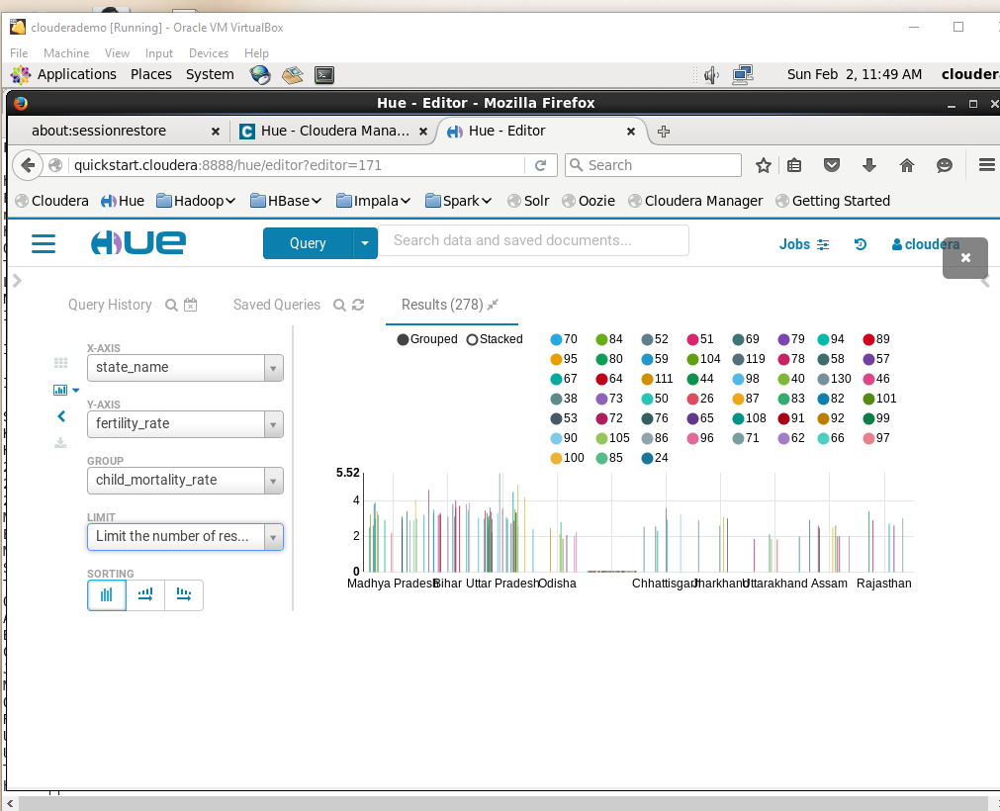 clouderademo [Running] - Oracle VM VirtualBox
File Machine View Input Devices Help
Applications Places System Sun Feb 2, 11:49 AM
Hue - Editor - Mozilla Firefox
about:sessionrestore Hue - Cloudera Mana... Hue - Editor
quickstart.cloudera:8888/hue/editor?editor=171 Search
Cloudera Hue Hadoop HBase Impala Spark Solr Oozie Cloudera Manager Getting Started
HUE Query Search data and saved documents... Jobs cloudera
Query History Saved Queries Results (278)
X-AXIS
state_name
Y-AXIS
fertility_rate
GROUP
child_mortality_rate
LIMIT
Limit the number of res...
SORTING
Grouped Stacked
70 84 52 51 69 79 94 89
95 80 59 104 119 78 58 57
67 64 111 44 98 40 130 46
38 73 50 26 87 83 82 101
53 72 76 65 108 91 92 99
90 105 86 96 71 62 66 97
100 85 24
5.52
4
2
0
Madhya Pradesh Bihar Uttar Pradesh Odisha Chhattisgarh Jharkhand Uttarakhand Assam Rajasthan